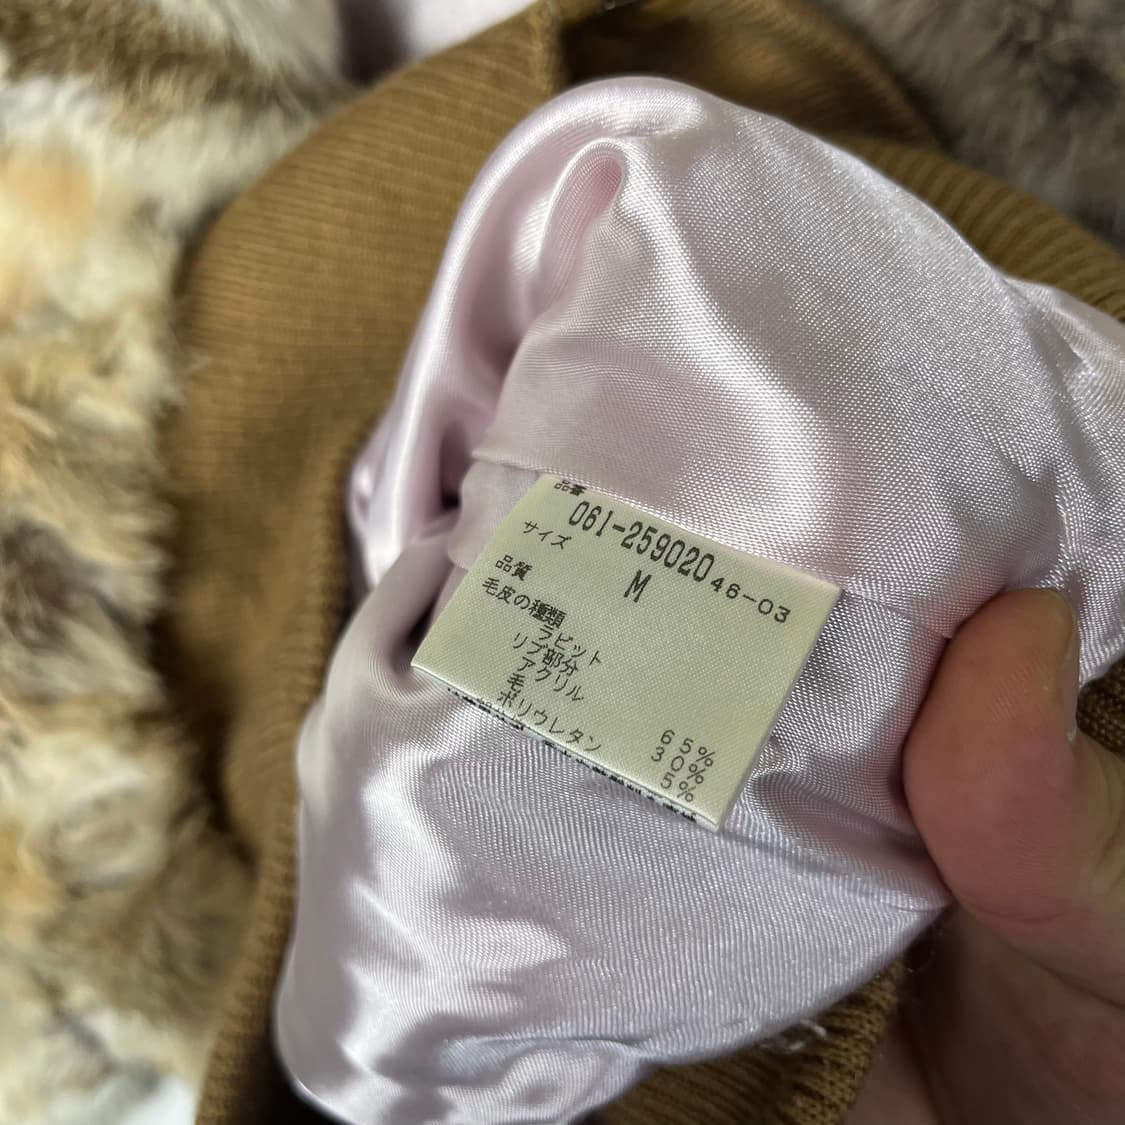 品番
061-259020 46-03
サイズ
M
品質
毛皮の種類
ラビット
リブ部分
アクリル 65%
毛 30%
ポリウレタン 5%